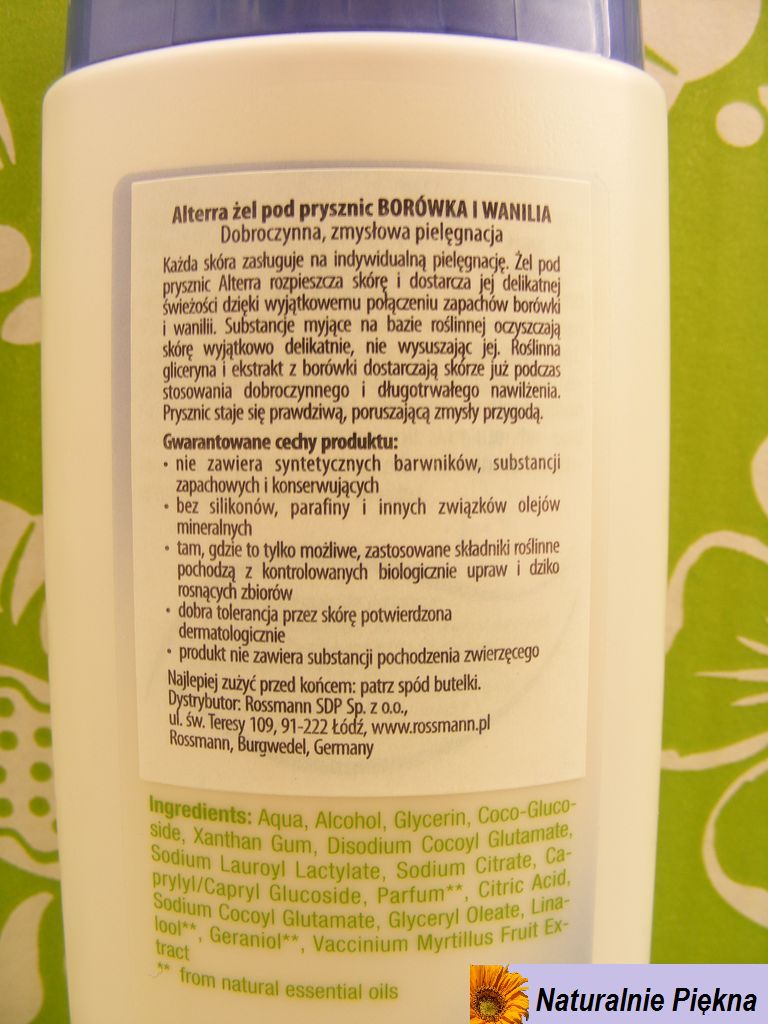 Alterra żel pod prysznic BORÓWKA I WANILIA
Dobroczynna, zmysłowa pielęgnacja
Każda skóra zasługuje na indywidualną pielęgnację. Żel pod
prysznic Alterra rozpieszcza skórę i dostarcza jej delikatnej
świeżości dzięki wyjątkowemu połączeniu zapachów borówki
i wanilii. Substancje myjące na bazie roślinnej oczyszczają
skórę wyjątkowo delikatnie, nie wysuszając jej. Roślinna
gliceryna i ekstrakt z borówki dostarczają skórze już podczas
stosowania dobroczynnego i długotrwałego nawilżenia.
Prysznic staje się prawdziwą, poruszającą zmysły przygodą.
Gwarantowane cechy produktu:
• nie zawiera syntetycznych barwników, substancji
zapachowych i konserwujących
• bez silikonów, parafiny i innych związków olejów
mineralnych
• tam, gdzie to tylko możliwe, zastosowane składniki roślinne
pochodzą z kontrolowanych biologicznie upraw i dziko
rosnących zbiorów
• dobra tolerancja przez skórę potwierdzona
dermatologicznie
• produkt nie zawiera substancji pochodzenia zwierzęcego
Najlepiej zużyć przed końcem: patrz spód butelki.
Dystrybutor: Rossmann SDP Sp. z o.o.,
ul. św. Teresy 109, 91-222 Łódź, www.rossmann.pl
Rossmann, Burgwedel, Germany
Ingredients: Aqua, Alcohol, Glycerin, Coco-Gluco-
side, Xanthan Gum, Disodium Cocoyl Glutamate,
Sodium Lauroyl Lactylate, Sodium Citrate, Ca-
prylyl/Capryl Glucoside, Parfum**, Citric Acid,
Sodium Cocoyl Glutamate, Glyceryl Oleate, Lina-
lool**, Geraniol**, Vaccinium Myrtillus Fruit Ex-
tract
** from natural essential oils
Naturalnie Piękna